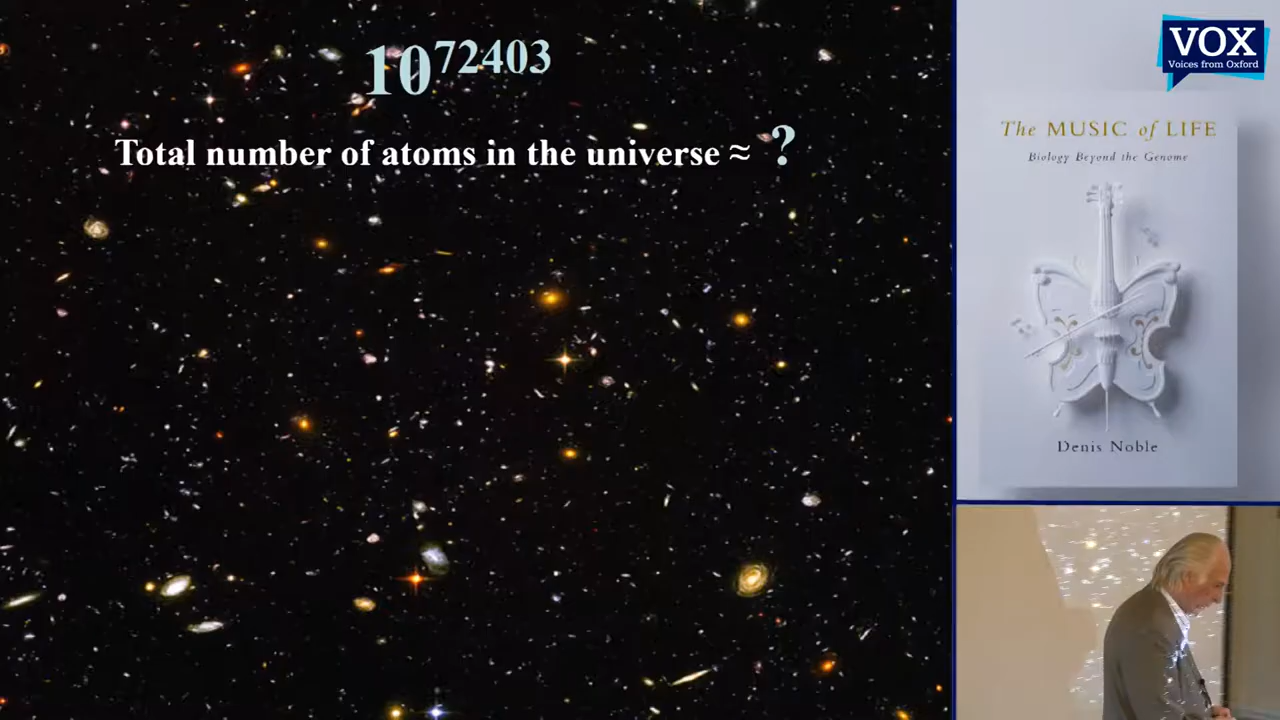 10^72403
Total number of atoms in the universe ≈ ?
VOX
Voices from Oxford
The MUSIC of LIFE
Biology Beyond the Genome
Denis Noble